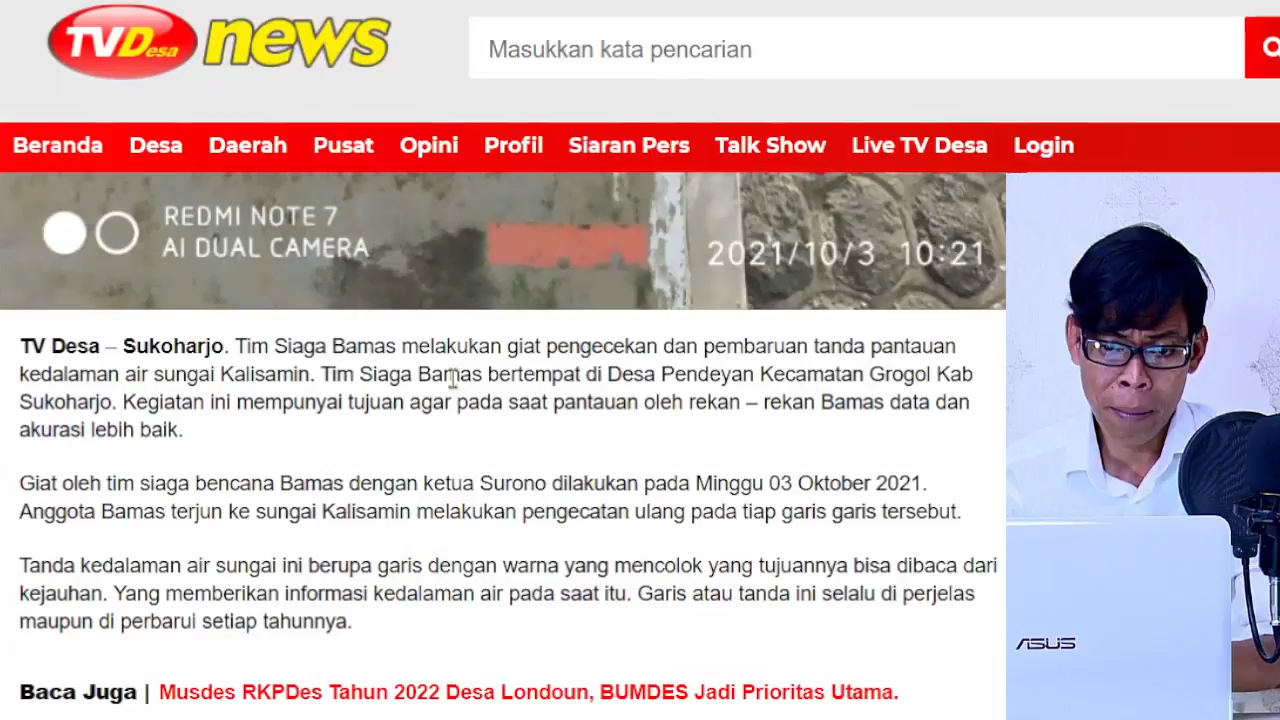 TVDesa news
Masukkan kata pencarian
Beranda Desa Daerah Pusat Opini Profil Siaran Pers Talk Show Live TV Desa Login
REDMI NOTE 7
AI DUAL CAMERA
2021/10/3 10:21
TV Desa – Sukoharjo. Tim Siaga Bamas melakukan giat pengecekan dan pembaruan tanda pantauan
kedalaman air sungai Kalisamin. Tim Siaga Bamas bertempat di Desa Pendeyan Kecamatan Grogol Kab
Sukoharjo. Kegiatan ini mempunyai tujuan agar pada saat pantauan oleh rekan – rekan Bamas data dan
akurasi lebih baik.
Giat oleh tim siaga bencana Bamas dengan ketua Surono dilakukan pada Minggu 03 Oktober 2021.
Anggota Bamas terjun ke sungai Kalisamin melakukan pengecatan ulang pada tiap garis garis tersebut.
Tanda kedalaman air sungai ini berupa garis dengan warna yang mencolok yang tujuannya bisa dibaca dari
kejauhan. Yang memberikan informasi kedalaman air pada saat itu. Garis atau tanda ini selalu di perjelas
maupun di perbarui setiap tahunnya.
Baca Juga | Musdes RKPDes Tahun 2022 Desa Londoun, BUMDES Jadi Prioritas Utama.
ASUS